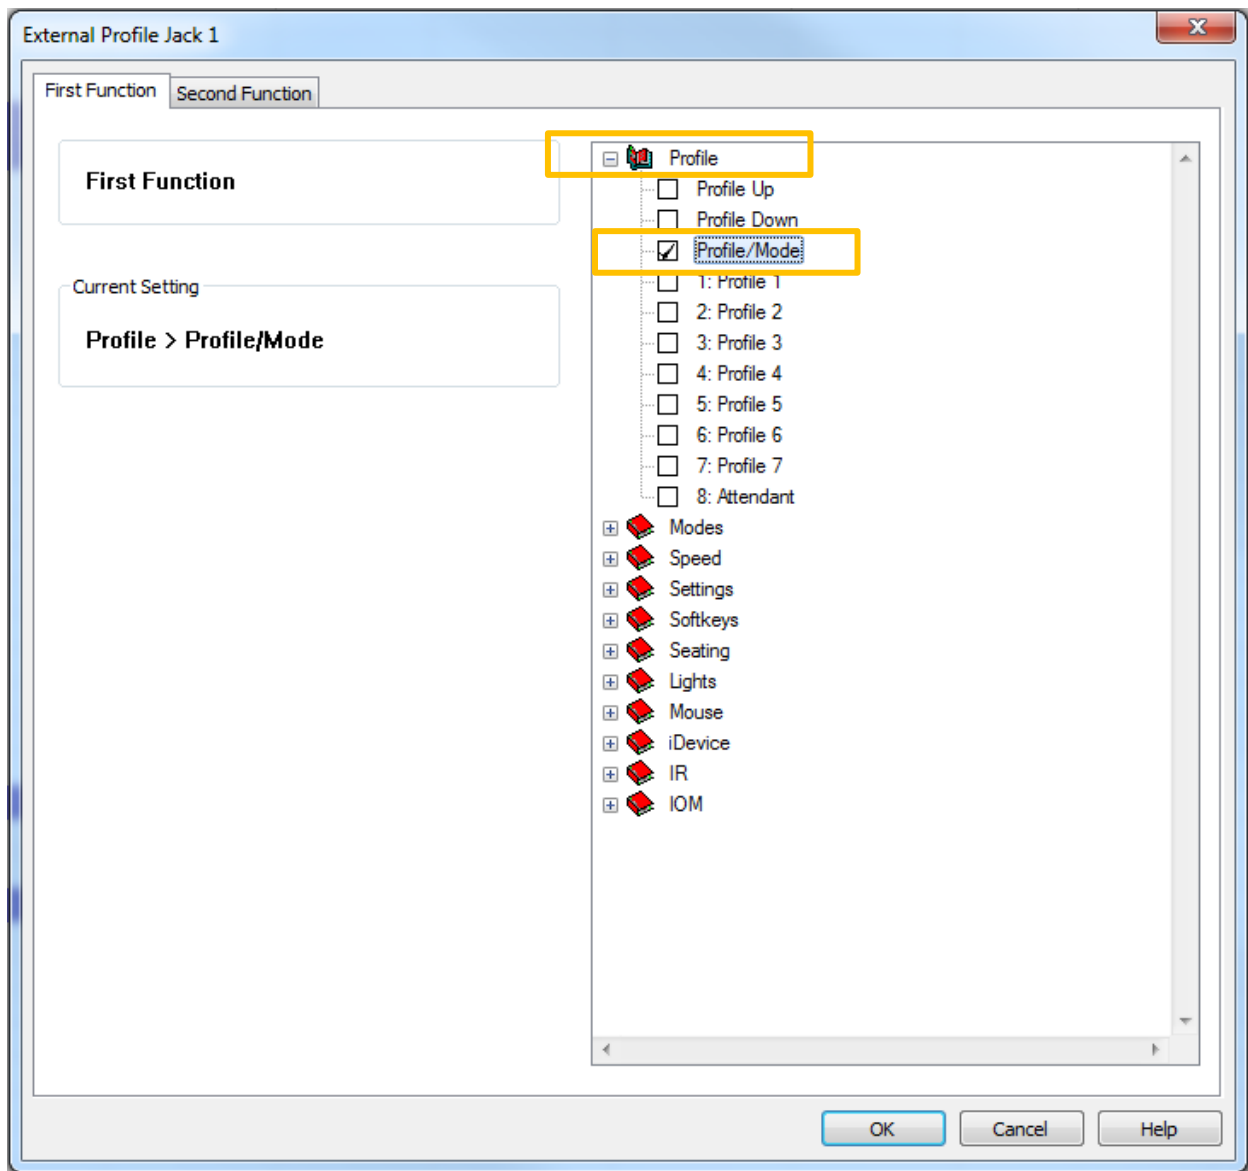 External Profile Jack 1
X
First Function
Second Function
First Function
Current Setting
Profile > Profile/Mode
Profile
Profile Up
Profile Down
Profile/Mode
1: Profile 1
2: Profile 2
3: Profile 3
4: Profile 4
5: Profile 5
6: Profile 6
7: Profile 7
8: Attendant
Modes
Speed
Settings
Softkeys
Seating
Lights
Mouse
iDevice
IR
IOM
OK
Cancel
Help